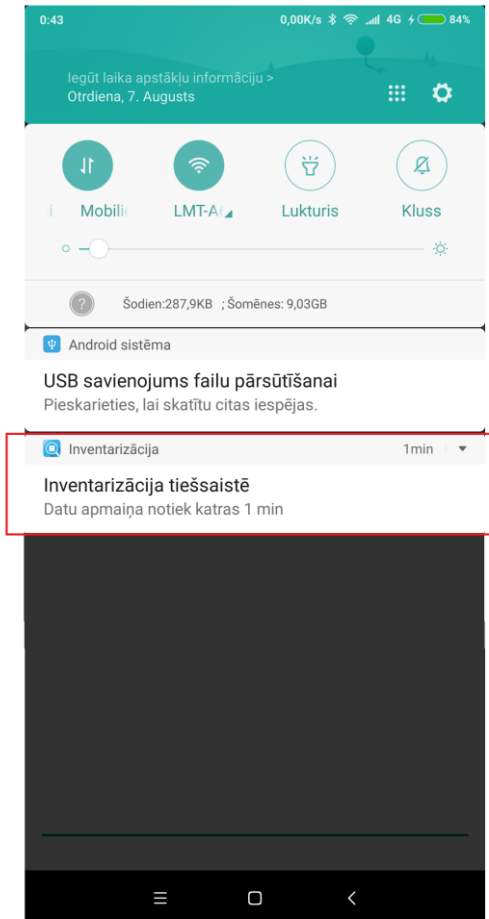 0:43 0,00K/s 4G 84%
Iegūt laika apstākļu informāciju >
Otrdiena, 7. Augusts
i Mobili LMT-A Lukturis Kluss
? Šodien:287,9KB ; Šomēnes: 9,03GB
Android sistēma
USB savienojums failu pārsūtīšanai
Pieskarieties, lai skatītu citas iespējas.
Inventarizācija 1min
Inventarizācija tiešsaistē
Datu apmaiņa notiek katras 1 min